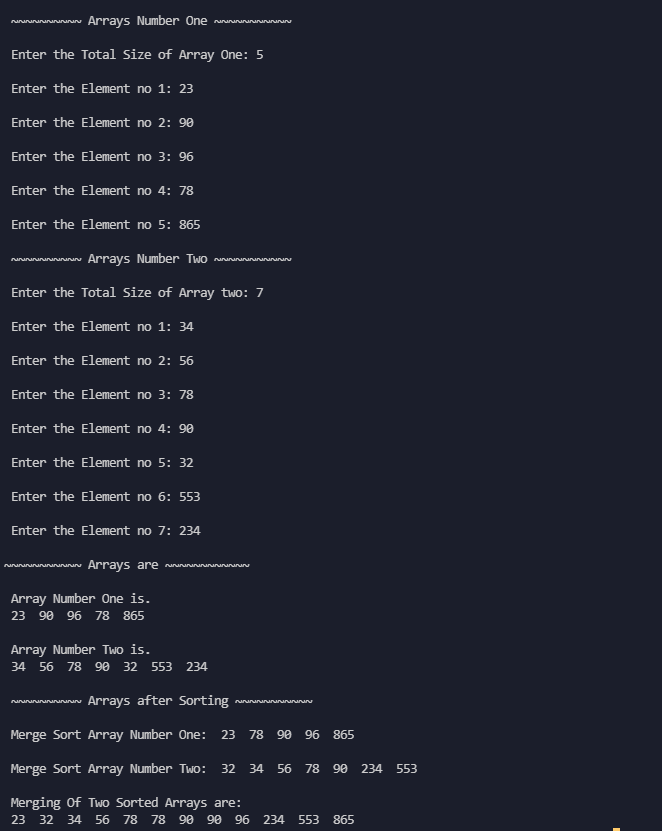 ~~~~~~~~~~ Arrays Number One ~~~~~~~~~~~
Enter the Total Size of Array One: 5
Enter the Element no 1: 23
Enter the Element no 2: 90
Enter the Element no 3: 96
Enter the Element no 4: 78
Enter the Element no 5: 865
~~~~~~~~~~ Arrays Number Two ~~~~~~~~~~~
Enter the Total Size of Array two: 7
Enter the Element no 1: 34
Enter the Element no 2: 56
Enter the Element no 3: 78
Enter the Element no 4: 90
Enter the Element no 5: 32
Enter the Element no 6: 553
Enter the Element no 7: 234
~~~~~~~~~~~ Arrays are ~~~~~~~~~~~~
Array Number One is.
23  90  96  78  865
Array Number Two is.
34  56  78  90  32  553  234
~~~~~~~~~~ Arrays after Sorting ~~~~~~~~~~~
Merge Sort Array Number One:  23  78  90  96  865
Merge Sort Array Number Two:  32  34  56  78  90  234  553
Merging Of Two Sorted Arrays are:
23  32  34  56  78  78  90  90  96  234  553  865